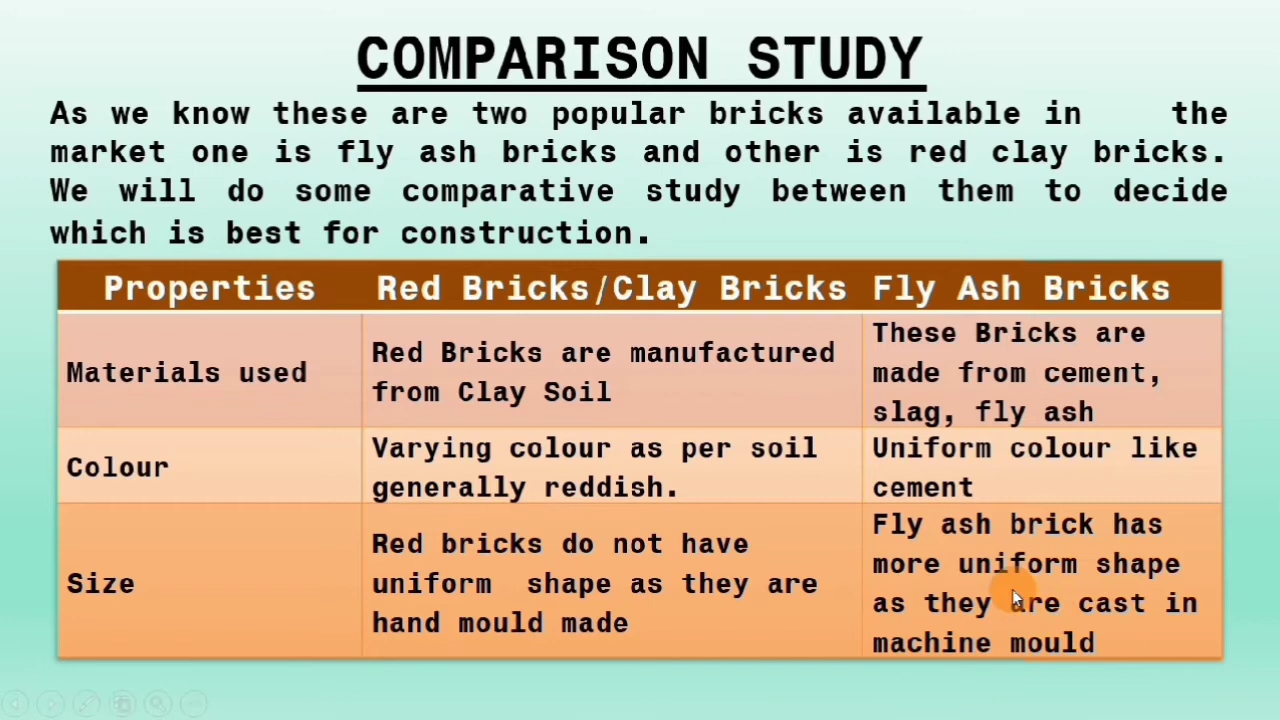 COMPARISON STUDY
As we know these are two popular bricks available in the
market one is fly ash bricks and other is red clay bricks.
We will do some comparative study between them to decide
which is best for construction.
Properties
Red Bricks/Clay Bricks
Fly Ash Bricks
Materials used
Red Bricks are manufactured
from Clay Soil
These Bricks are
made from cement,
slag, fly ash
Colour
Varying colour as per soil
generally reddish.
Uniform colour like
cement
Size
Red bricks do not have
uniform shape as they are
hand mould made
Fly ash brick has
more uniform shape
as they are cast in
machine mould